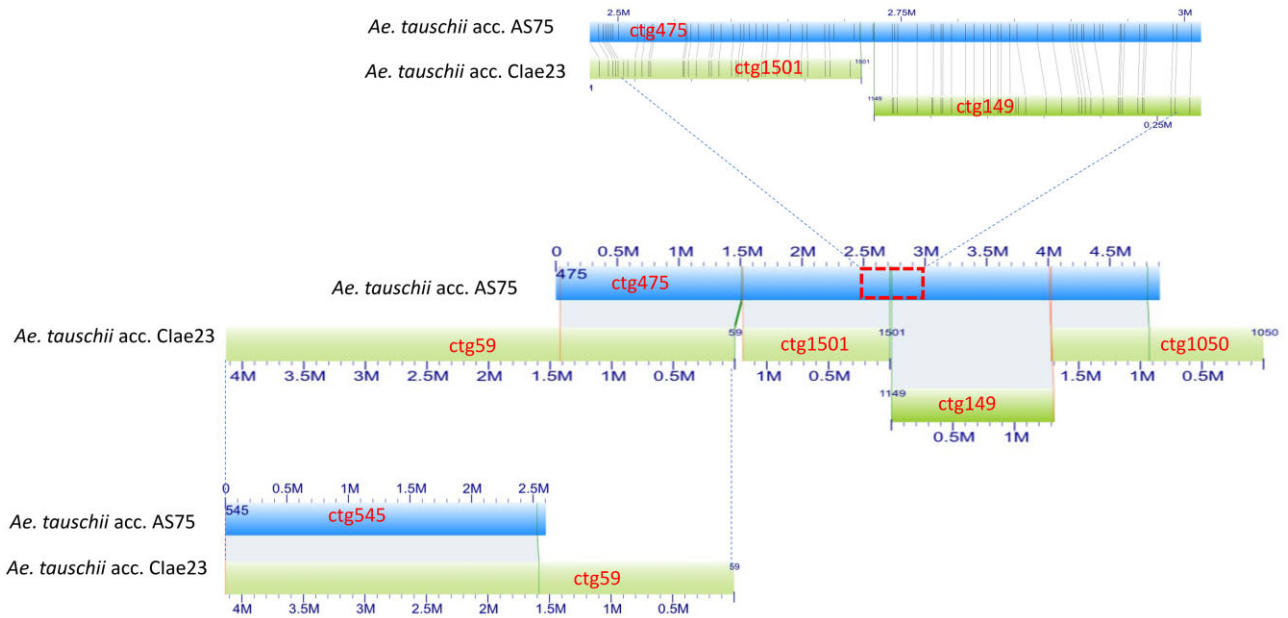 2.5M 2.75M 3M
Ae. tauschii acc. AS75 ctg475
Ae. tauschii acc. Clae23 ctg1501 1501
M
1149 ctg149
0.25M
0 0.5M 1M 1.5M 2M 2.5M 3M 3.5M 4M 4.5M
Ae. tauschii acc. AS75 475 ctg475
Ae. tauschii acc. Clae23 ctg59 59 ctg1501 1501 ctg1050 1050
4M 3.5M 3M 2.5M 2M 1.5M 1M 0.5M 1M 0.5M 1.5M 1M 0.5M
1149 ctg149
0.5M 1M
0 0.5M 1M 1.5M 2M 2.5M
Ae. tauschii acc. AS75 545 ctg545
Ae. tauschii acc. Clae23 ctg59 59
4M 3.5M 3M 2.5M 2M 1.5M 1M 0.5M